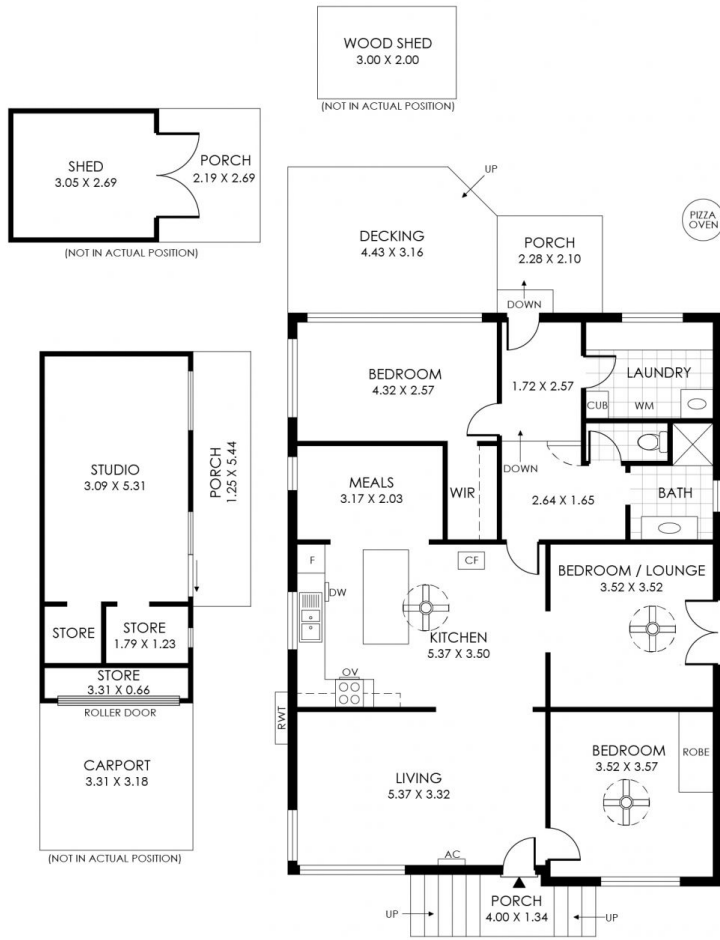 WOOD SHED
3.00 X 2.00
(NOT IN ACTUAL POSITION)
SHED
3.05 X 2.69
PORCH
2.19 X 2.69
(NOT IN ACTUAL POSITION)
UP
DECKING
4.43 X 3.16
PORCH
2.28 X 2.10
PIZZA
OVEN
DOWN
BEDROOM
4.32 X 2.57
1.72 X 2.57
LAUNDRY
CUB
WM
DOWN
STUDIO
3.09 X 5.31
PORCH
1.25 X 5.44
MEALS
3.17 X 2.03
WIR
2.64 X 1.65
BATH
F
DW
CF
BEDROOM / LOUNGE
3.52 X 3.52
KITCHEN
5.37 X 3.50
OV
STORE
STORE
1.79 X 1.23
STORE
3.31 X 0.66
ROLLER DOOR
RWT
CARPORT
3.31 X 3.18
(NOT IN ACTUAL POSITION)
LIVING
5.37 X 3.32
AC
BEDROOM
3.52 X 3.57
ROBE
UP
PORCH
4.00 X 1.34
UP